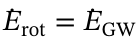 Ė_rot = Ė_GW